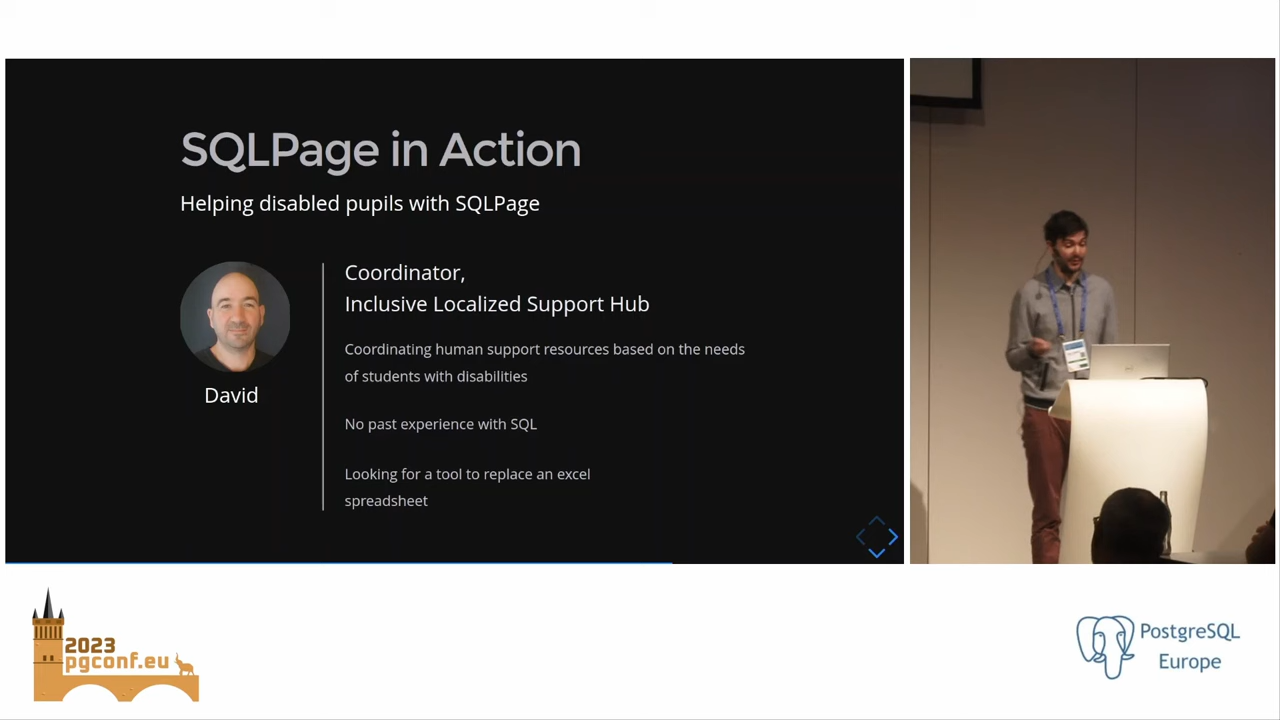 SQLPage in Action
Helping disabled pupils with SQLPage
David
Coordinator,
Inclusive Localized Support Hub
Coordinating human support resources based on the needs
of students with disabilities
No past experience with SQL
Looking for a tool to replace an excel
spreadsheet
2023
pgconf.eu
PostgreSQL
Europe